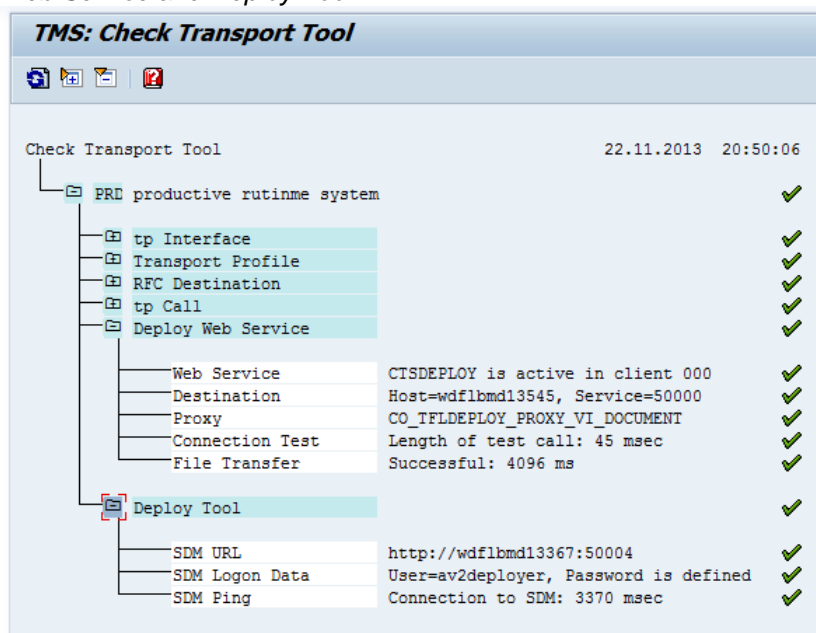 TMS: Check Transport Tool
Check Transport Tool 22.11.2013 20:50:06
PRD productive rutinme system
tp Interface
Transport Profile
RFC Destination
tp Call
Deploy Web Service
Web Service CTSDEPLOY is active in client 000
Destination Host=wdflbmd13545, Service=50000
Proxy CO_TFLDEPLOY_PROXY_VI_DOCUMENT
Connection Test Length of test call: 45 msec
File Transfer Successful: 4096 ms
Deploy Tool
SDM URL http://wdflbmd13367:50004
SDM Logon Data User=av2deployer, Password is defined
SDM Ping Connection to SDM: 3370 msec